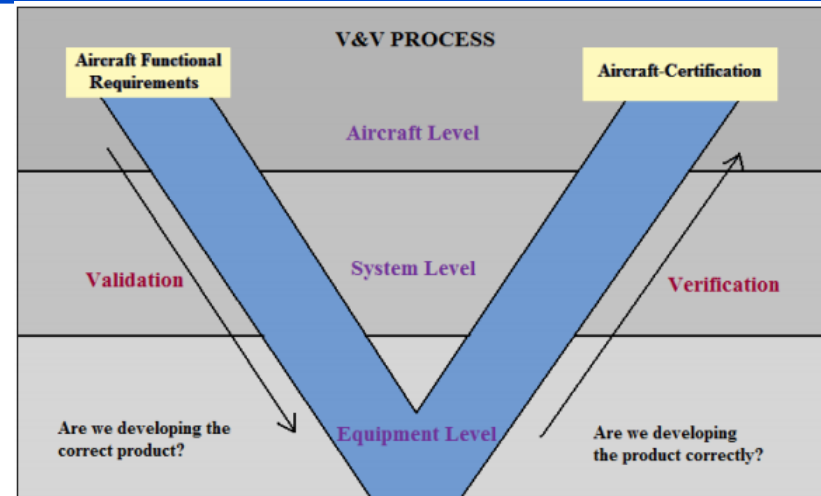 V&V PROCESS
Aircraft Functional
Requirements
Aircraft-Certification
Aircraft Level
System Level
Validation
Verification
Are we developing the
correct product?
Equipment Level
Are we developing
the product correctly?